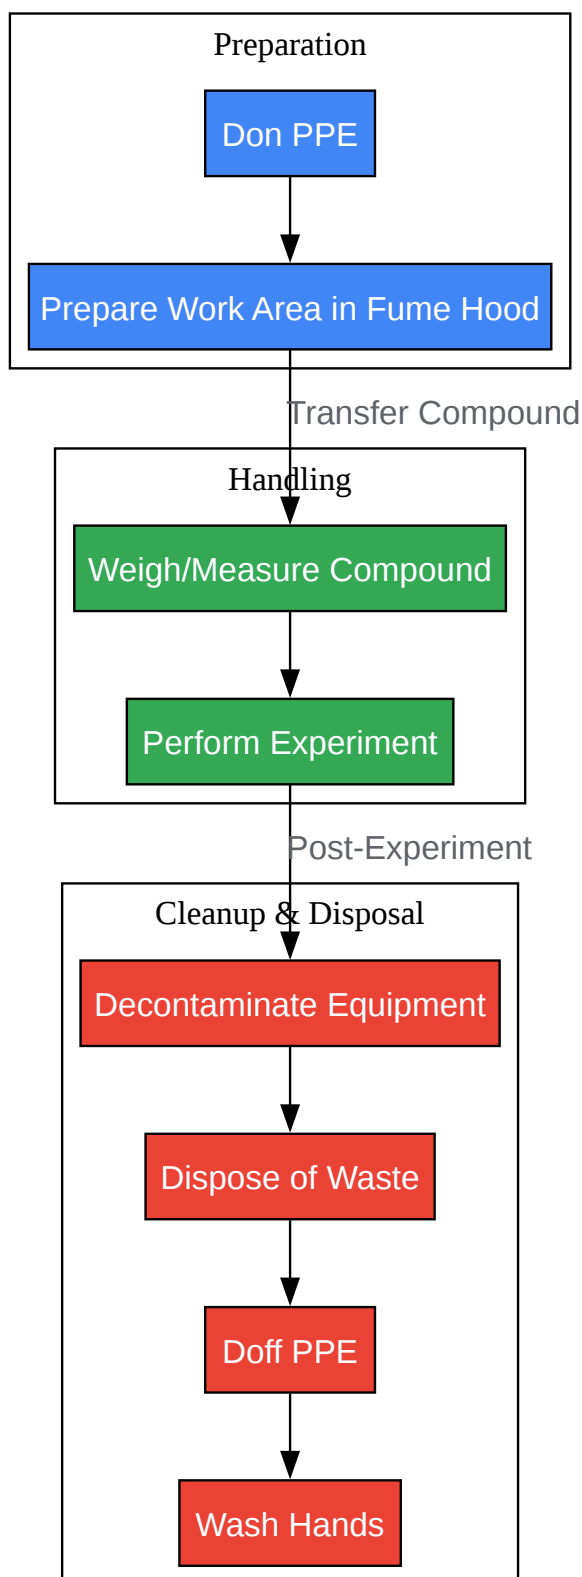 Preparation
Don PPE
Prepare Work Area in Fume Hood
Transfer Compound
Handling
Weigh/Measure Compound
Perform Experiment
Post-Experiment
Cleanup & Disposal
Decontaminate Equipment
Dispose of Waste
Doff PPE
Wash Hands